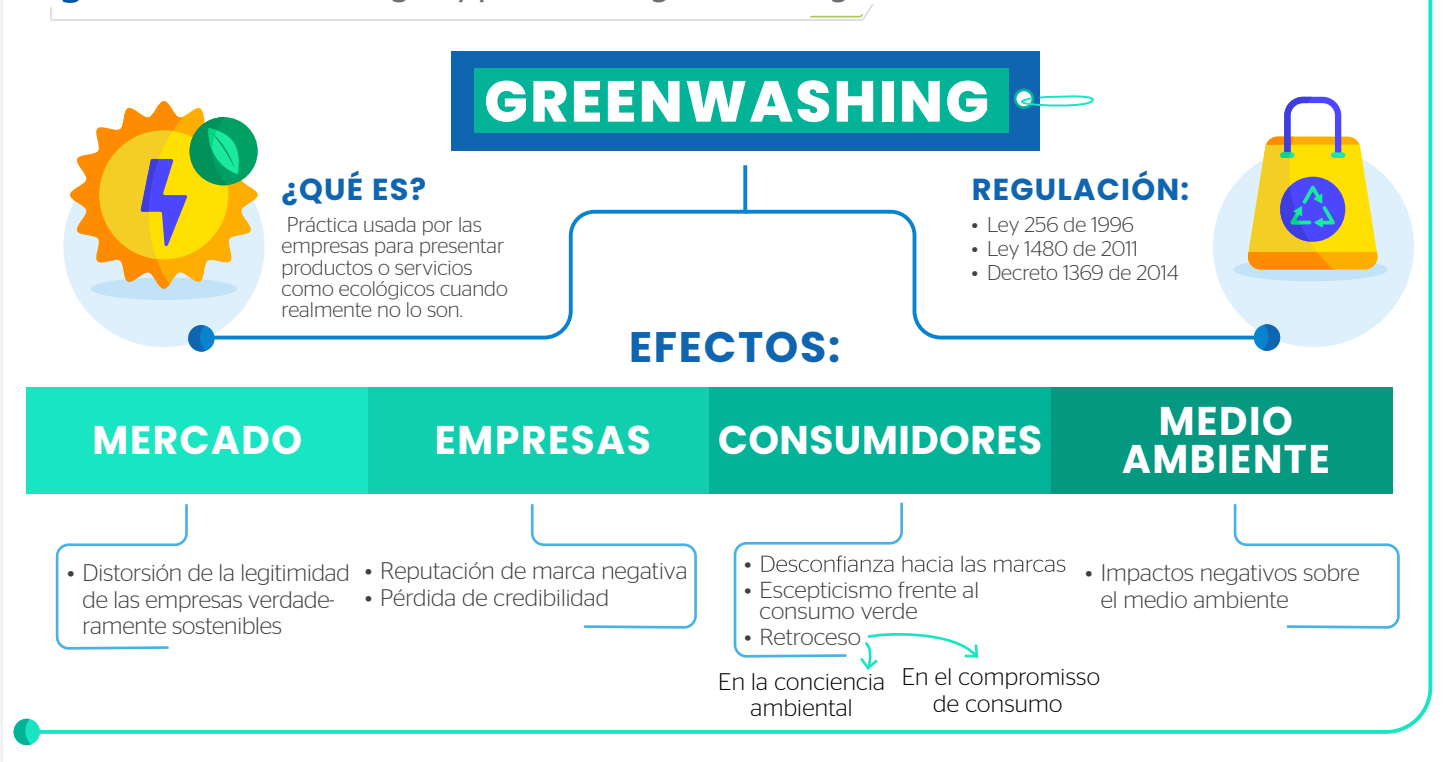 GREENWASHING
¿QUÉ ES?
Práctica usada por las
empresas para presentar
productos o servicios
como ecológicos cuando
realmente no lo son.
REGULACIÓN:
• Ley 256 de 1996
• Ley 1480 de 2011
• Decreto 1369 de 2014
EFECTOS:
MERCADO
• Distorsión de la legitimidad
de las empresas verdade-
ramente sostenibles
EMPRESAS
• Reputación de marca negativa
• Pérdida de credibilidad
CONSUMIDORES
• Desconfianza hacia las marcas
• Escepticismo frente al
consumo verde
• Retroceso
En la conciencia
ambiental
En el compromisso
de consumo
MEDIO
AMBIENTE
• Impactos negativos sobre
el medio ambiente